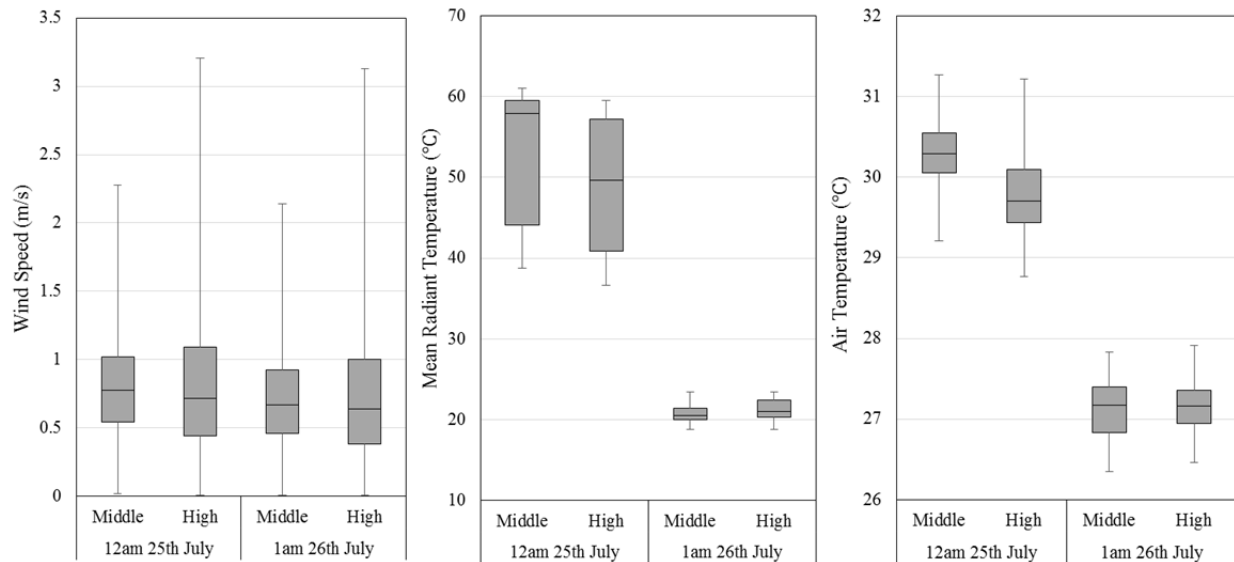 Wind Speed (m/s)
3.5
3
2.5
2
1.5
1
0.5
0
Middle High Middle High
12am 25th July 1am 26th July
Mean Radiant Temperature (°C)
70
60
50
40
30
20
10
Middle High Middle High
12am 25th July 1am 26th July
Air Temperature (°C)
32
31
30
29
28
27
26
Middle High Middle High
12am 25th July 1am 26th July